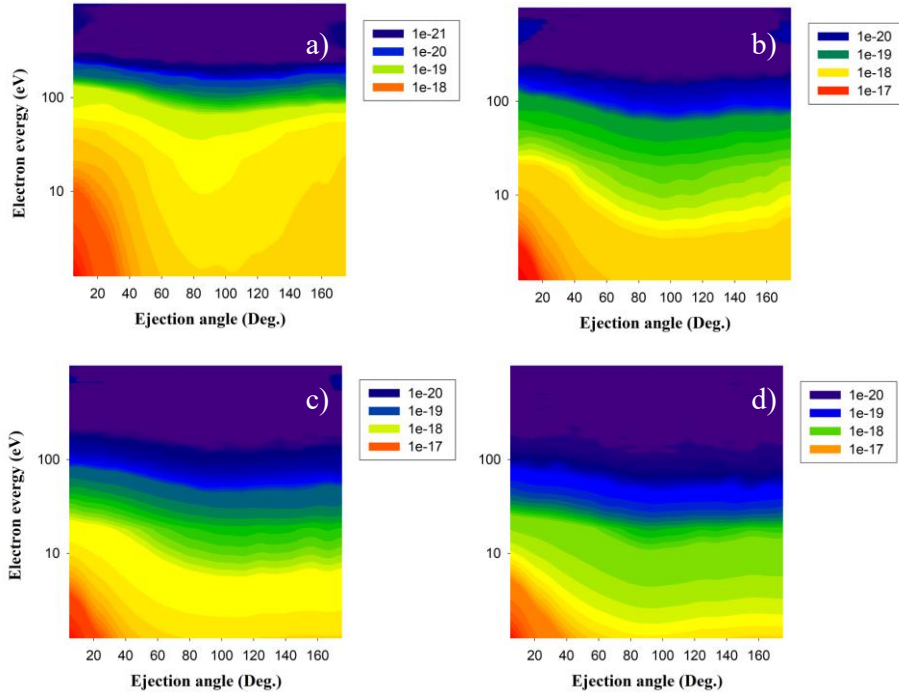 a)
1e-21
1e-20
1e-19
1e-18
100
10
Electron evergy (eV)
20 40 60 80 100 120 140 160
Ejection angle (Deg.)
b)
1e-20
1e-19
1e-18
1e-17
100
10
20 40 60 80 100 120 140 160
Ejection angle (Deg.)
c)
1e-20
1e-19
1e-18
1e-17
100
10
Electron evergy (eV)
20 40 60 80 100 120 140 160
Ejection angle (Deg.)
d)
1e-20
1e-19
1e-18
1e-17
100
10
20 40 60 80 100 120 140 160
Ejection angle (Deg.)